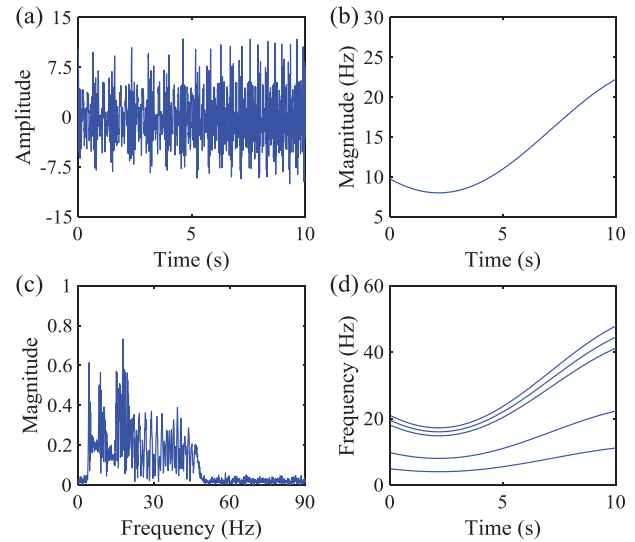 (a)
15
7.5
0
-7.5
-15
Amplitude
0
5
10
Time (s)
(b)
30
25
20
15
10
5
Magnitude (Hz)
0
5
10
Time (s)
(c)
1
0.8
0.6
0.4
0.2
0
Magnitude
0
30
60
90
Frequency (Hz)
(d)
60
40
20
0
Frequency (Hz)
0
5
10
Time (s)